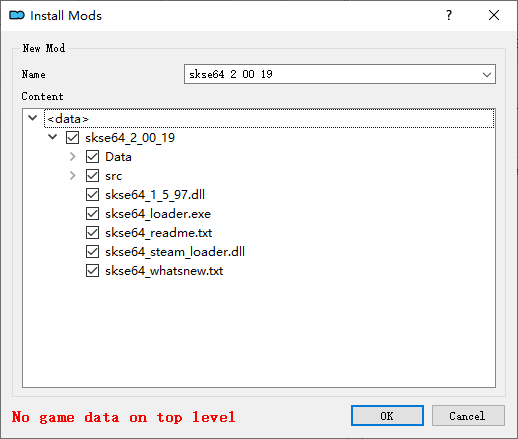 Install Mods
New Mod
Name
skse64 2 00 19
Content
<data>
skse64_2_00_19
Data
src
skse64_1_5_97.dll
skse64_loader.exe
skse64_readme.txt
skse64_steam_loader.dll
skse64_whatsnew.txt
No game data on top level
OK
Cancel